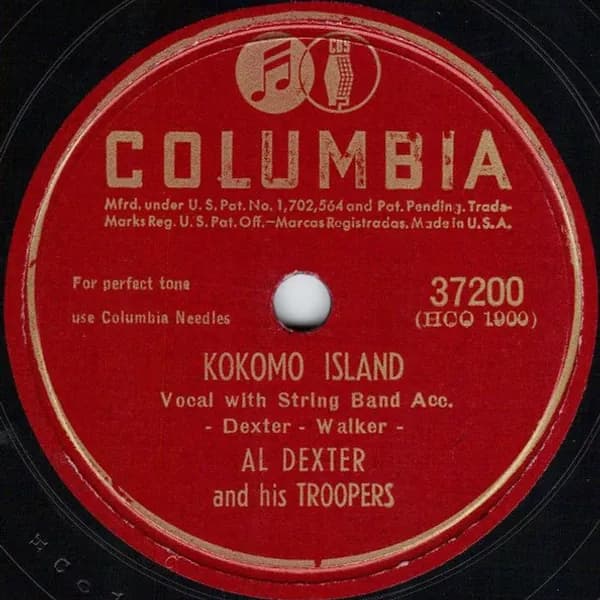 CBS
COLUMBIA
Mfrd. under U.S. Pat. No. 1,702,564 and Pat. Pending. Trade-
Marks Reg. U.S. Pat. Off.—Marcas Registradas. Made in U.S.A.
For perfect tone
use Columbia Needles
37200
(HCO 1900)
KOKOMO ISLAND
Vocal with String Band Acc.
- Dexter - Walker -
AL DEXTER
and his TROOPERS